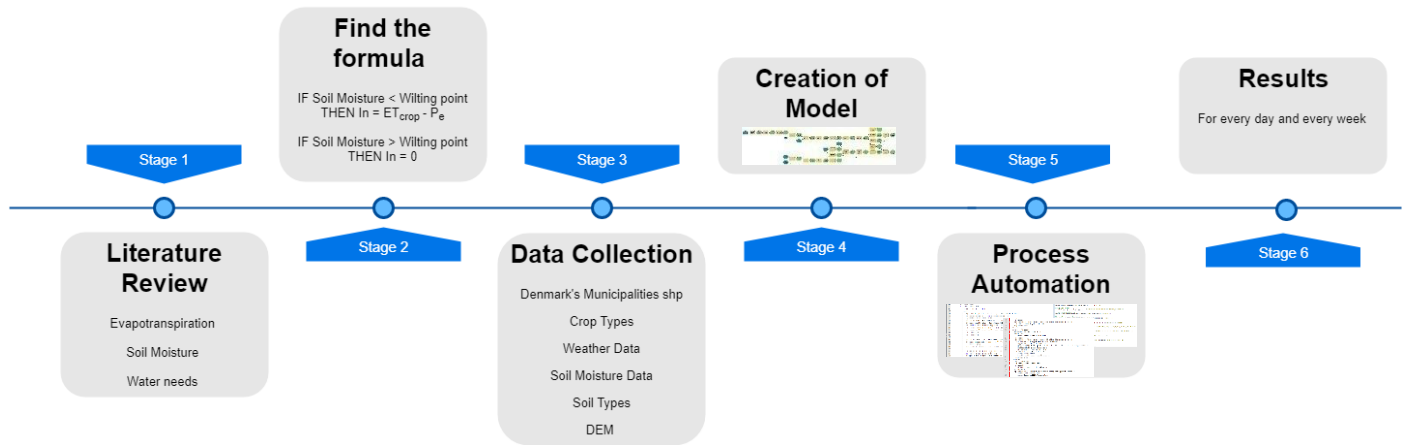 Stage 1
Literature
Review
Evapotranspiration
Soil Moisture
Water needs
Find the
formula
IF Soil Moisture < Wilting point
THEN In = ETcrop - Pe
IF Soil Moisture > Wilting point
THEN In = 0
Stage 2
Stage 3
Data Collection
Denmark's Municipalities shp
Crop Types
Weather Data
Soil Moisture Data
Soil Types
DEM
Creation of
Model
Stage 4
Stage 5
Process
Automation
Results
For every day and every week
Stage 6